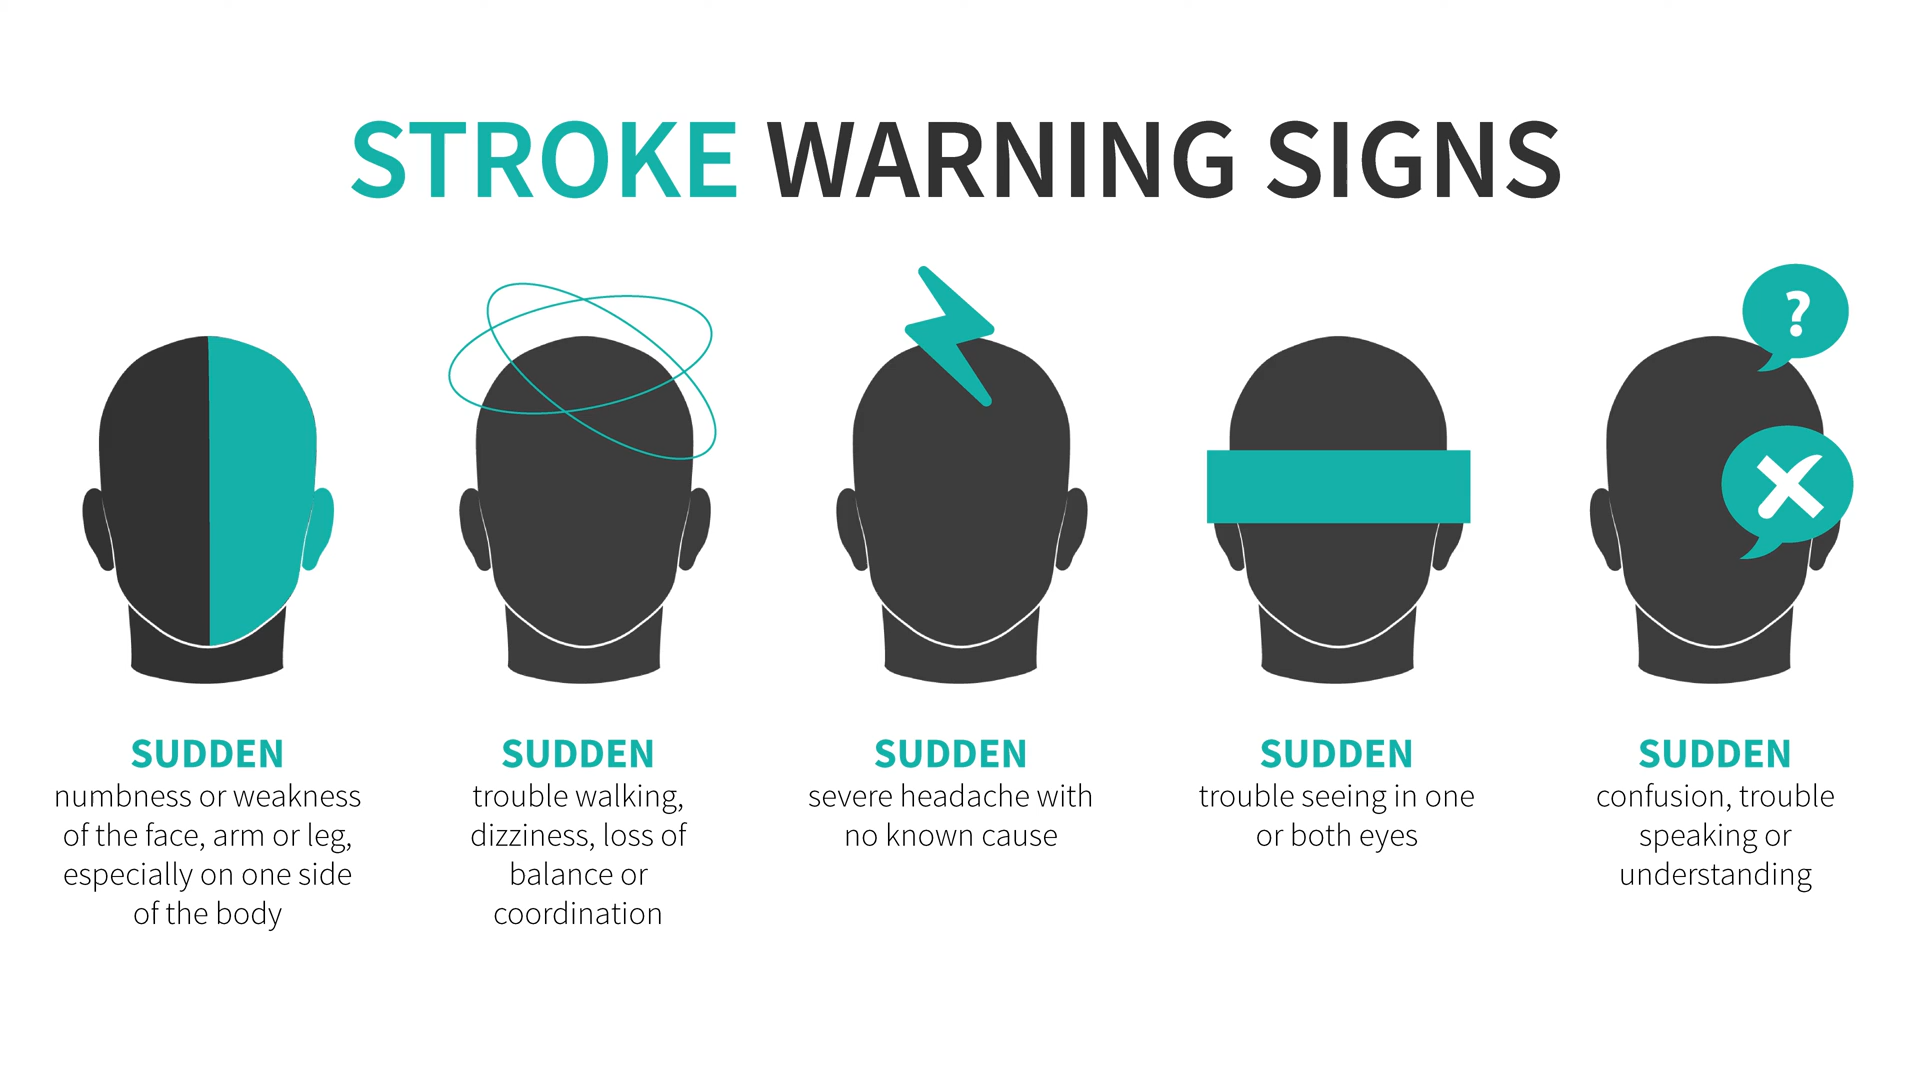 STROKE WARNING SIGNS
?
SUDDEN
numbness or weakness
of the face, arm or leg,
especially on one side
of the body
SUDDEN
trouble walking,
dizziness, loss of
balance or
coordination
SUDDEN
severe headache with
no known cause
SUDDEN
trouble seeing in one
or both eyes
SUDDEN
confusion, trouble
speaking or
understanding